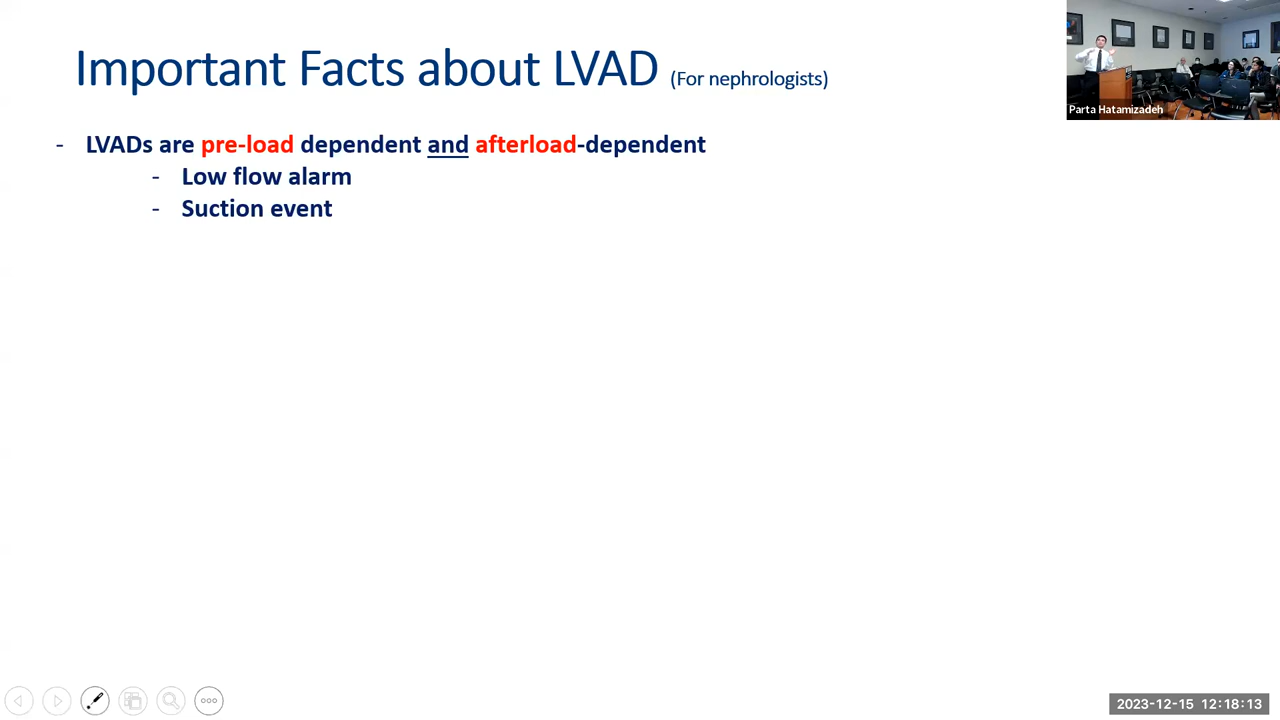 Important Facts about LVAD (For nephrologists)
Parta Hatamizadeh
- LVADs are pre-load dependent and afterload-dependent
- Low flow alarm
- Suction event
2023-12-15 12:18:13